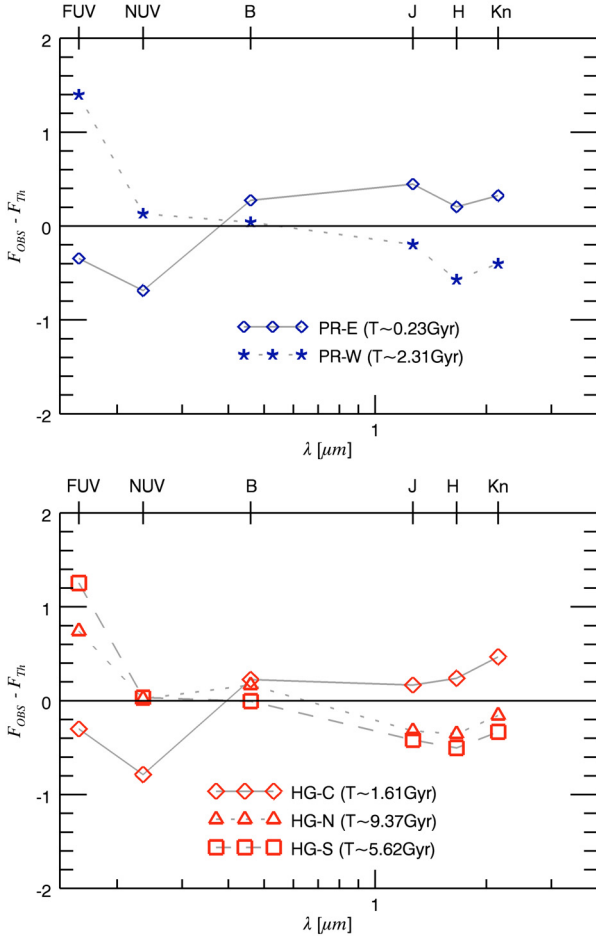 FUV NUV B J H Kn
2
1
0
-1
-2
F_OBS - F_Th
PR-E (T~0.23Gyr)
PR-W (T~2.31Gyr)
1
λ [μm]
FUV NUV B J H Kn
2
1
0
-1
-2
F_OBS - F_Th
HG-C (T~1.61Gyr)
HG-N (T~9.37Gyr)
HG-S (T~5.62Gyr)
1
λ [μm]